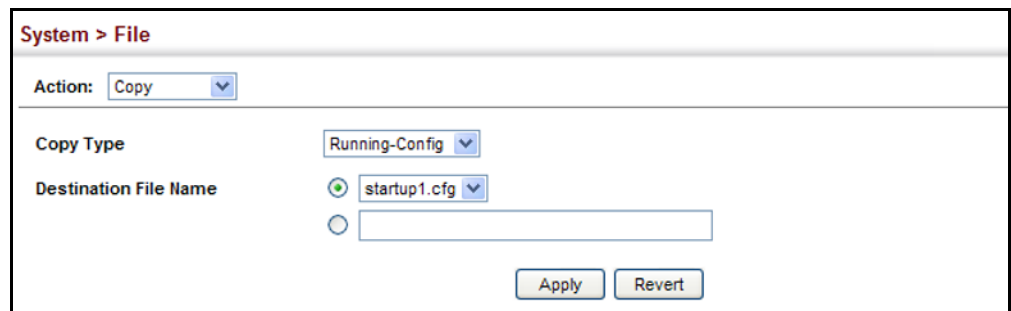 System > File
Action: Copy
Copy Type Running-Config
Destination File Name startup1.cfg
Apply Revert